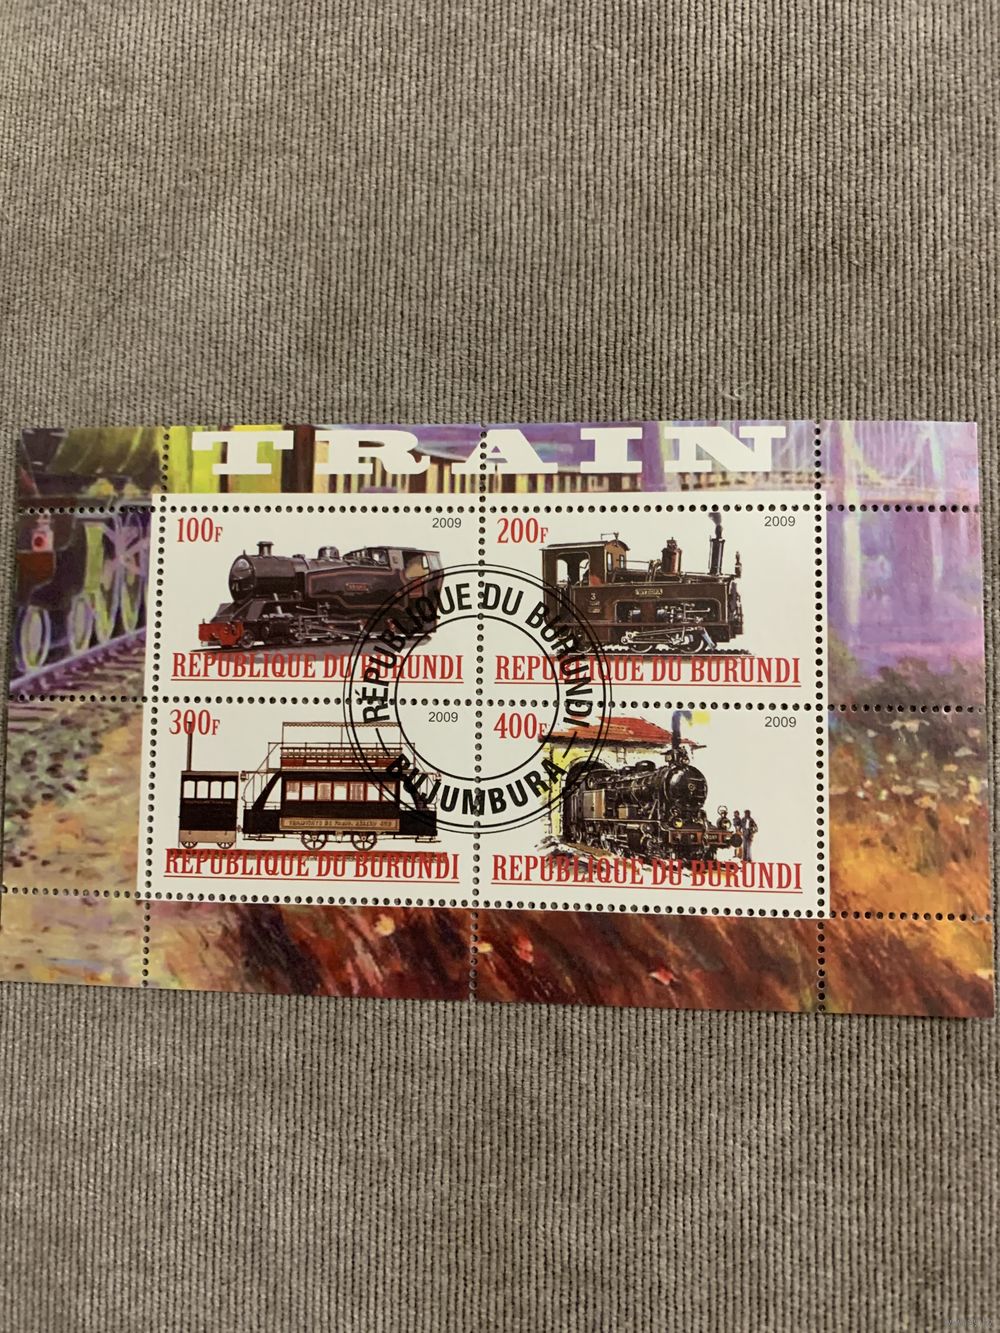 TRAIN
100F 2009
REPUBLIQUE DU BURUNDI
200F 2009
3
REPUBLIQUE DU BURUNDI
300F 2009
REPUBLIQUE DU BURUNDI
400F 2009
REPUBLIQUE DU BURUNDI
RÉPUBLIQUE DU BURUNDI
BUJUMBURA